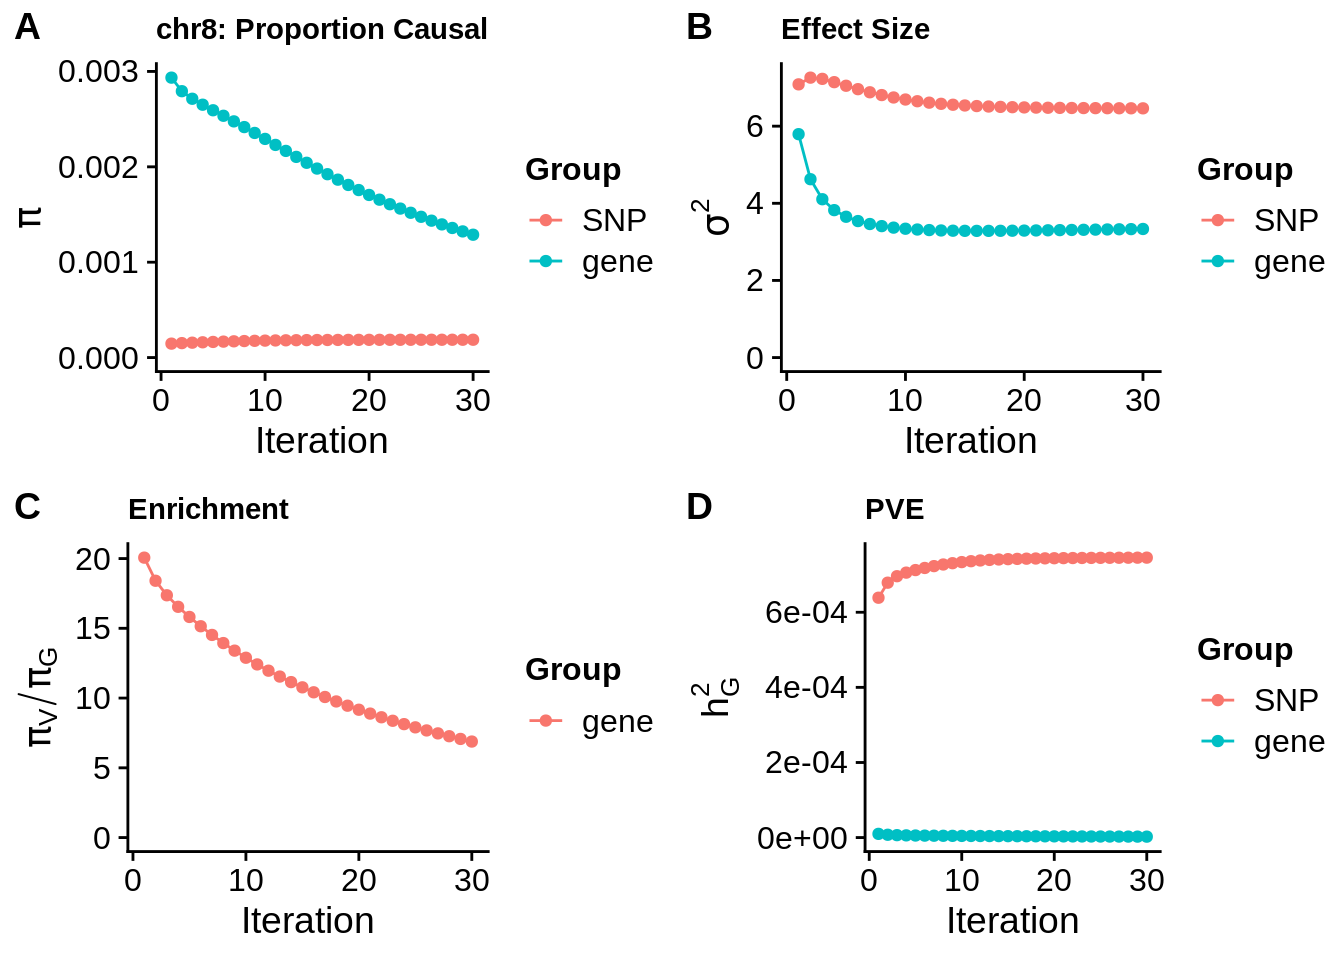 A
chr8: Proportion Causal
π
0.003
0.002
0.001
0.000
0 10 20 30
Iteration
Group
SNP
gene
B
Effect Size
σ²
6
4
2
0
0 10 20 30
Iteration
Group
SNP
gene
C
Enrichment
π_V/π_G
20
15
10
5
0
0 10 20 30
Iteration
Group
gene
D
PVE
h²_G
6e-04
4e-04
2e-04
0e+00
0 10 20 30
Iteration
Group
SNP
gene